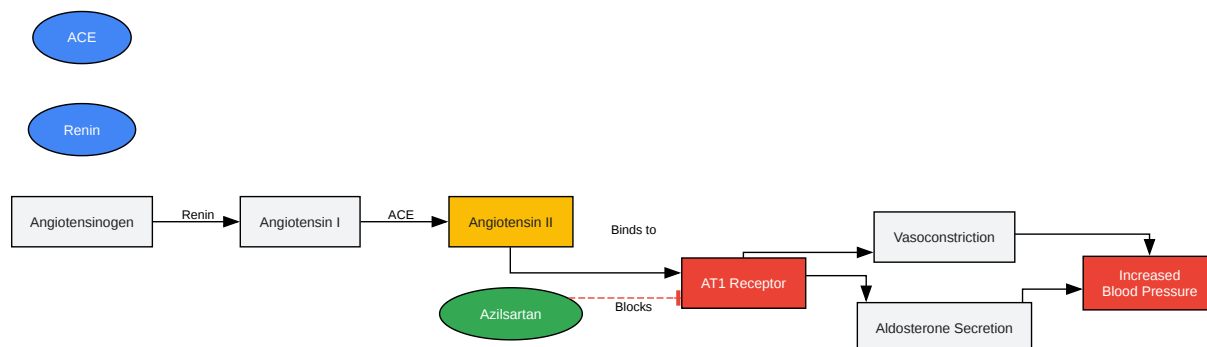 ACE
Renin
Angiotensinogen
Renin
Angiotensin I
ACE
Angiotensin II
Binds to
Vasoconstriction
AT1 Receptor
Increased
Blood Pressure
Azilsartan
Blocks
Aldosterone Secretion